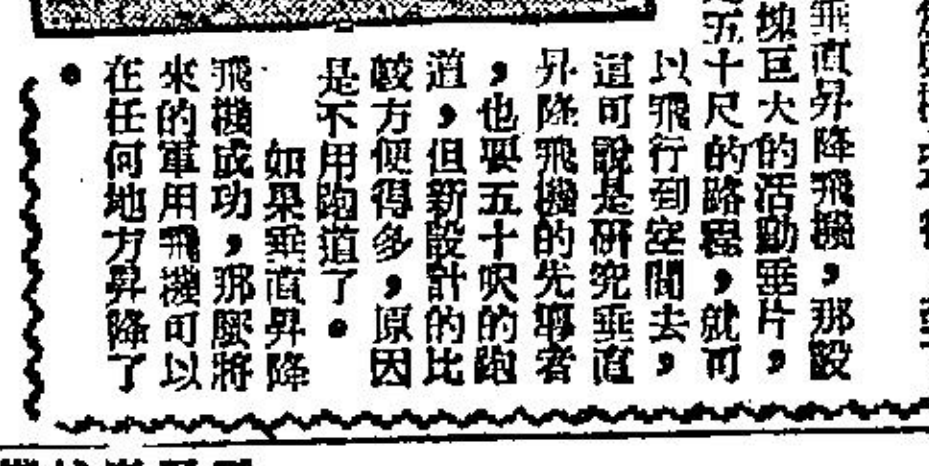 垂直昇降飛機，那設
塊巨大的活動垂片，
五十尺的路程，就可
以飛行到空間去，
這可說是研究垂直
昇降飛機的先導者
，也要五十呎的跑
道，但新設計的比
較方便得多，原因
是不用跑道了。
如果垂直昇降
飛機成功，那麼將
來的軍用飛機可以
在任何地方昇降了
。